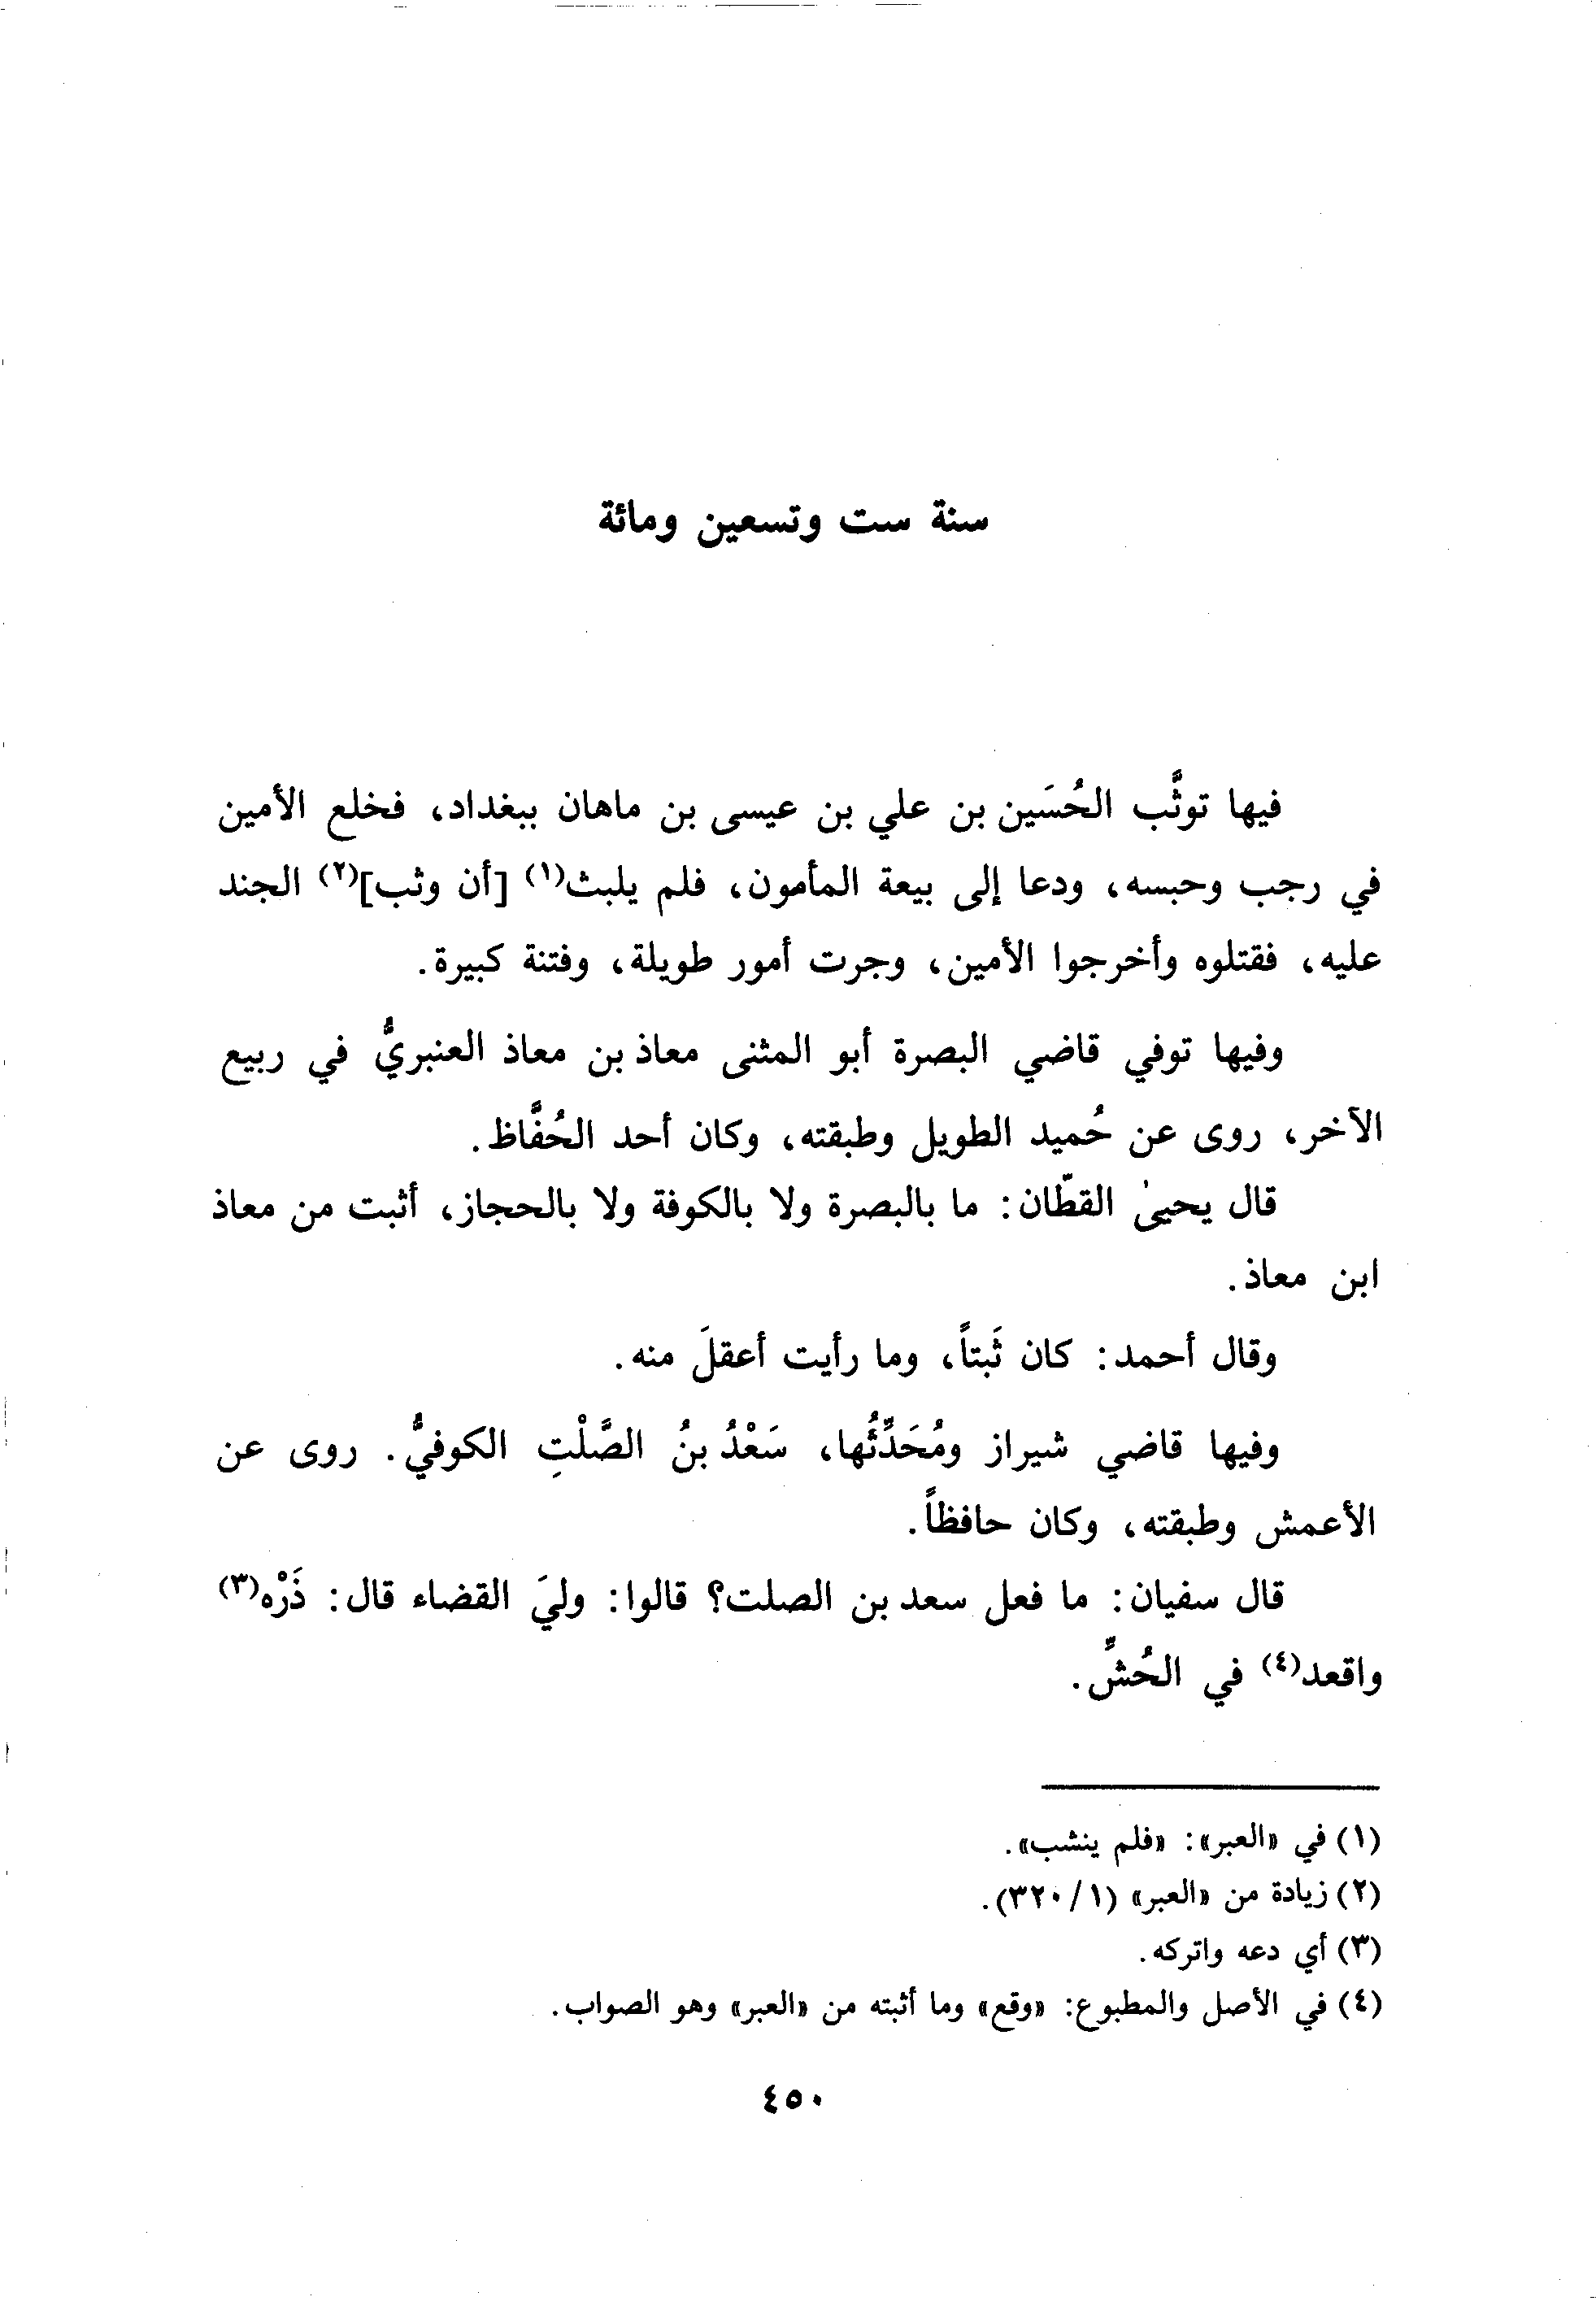 سنة ست وتسعين ومائة
فيها توثَّب الحُسَين بن علي بن عيسى بن ماهان ببغداد، فخلع الأمين
في رجب وحبسه، ودعا إلى بيعة المأمون، فلم يلبث(١) [أن وثب](٢) الجند
عليه، فقتلوه وأخرجوا الأمين، وجرت أمور طويلة، وفتنة كبيرة.
وفيها توفي قاضي البصرة أبو المثنى معاذ بن معاذ العنبريُّ في ربيع
الآخر، روى عن حُميد الطويل وطبقته، وكان أحد الحُفَّاظ.
قال يحيىٰ القطّان: ما بالبصرة ولا بالكوفة ولا بالحجاز، أثبت من معاذ
ابن معاذ.
وقال أحمد: كان ثَبتاً، وما رأيت أعقلَ منه.
وفيها قاضي شيراز ومُحَدِّثُها، سَعْدُ بنُ الصَّلْتِ الكوفيُّ. روى عن
الأعمش وطبقته، وكان حافظاً.
قال سفيان: ما فعل سعد بن الصلت؟ قالوا: وليَ القضاء قال: ذَرْه(٣)
واقعد(٤) في الحُشِّ.
(١) في «العبر»: «فلم ينشب».
(٢) زيادة من «العبر» (١/ ٣٢٠).
(٣) أي دعه واتركه.
(٤) في الأصل والمطبوع: «وقع» وما أثبته من «العبر» وهو الصواب.
٤٥٠